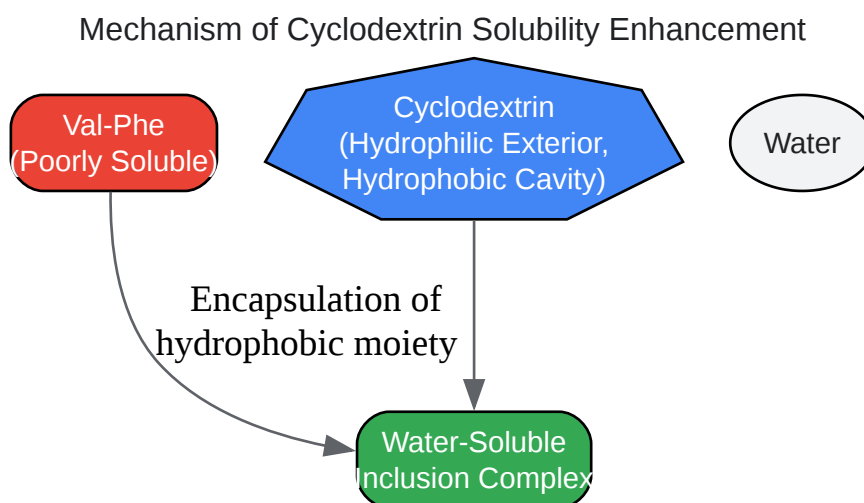 Mechanism of Cyclodextrin Solubility Enhancement
Val-Phe
(Poorly Soluble)
Cyclodextrin
(Hydrophilic Exterior,
Hydrophobic Cavity)
Water
Encapsulation of
hydrophobic moiety
Water-Soluble
Inclusion Complex